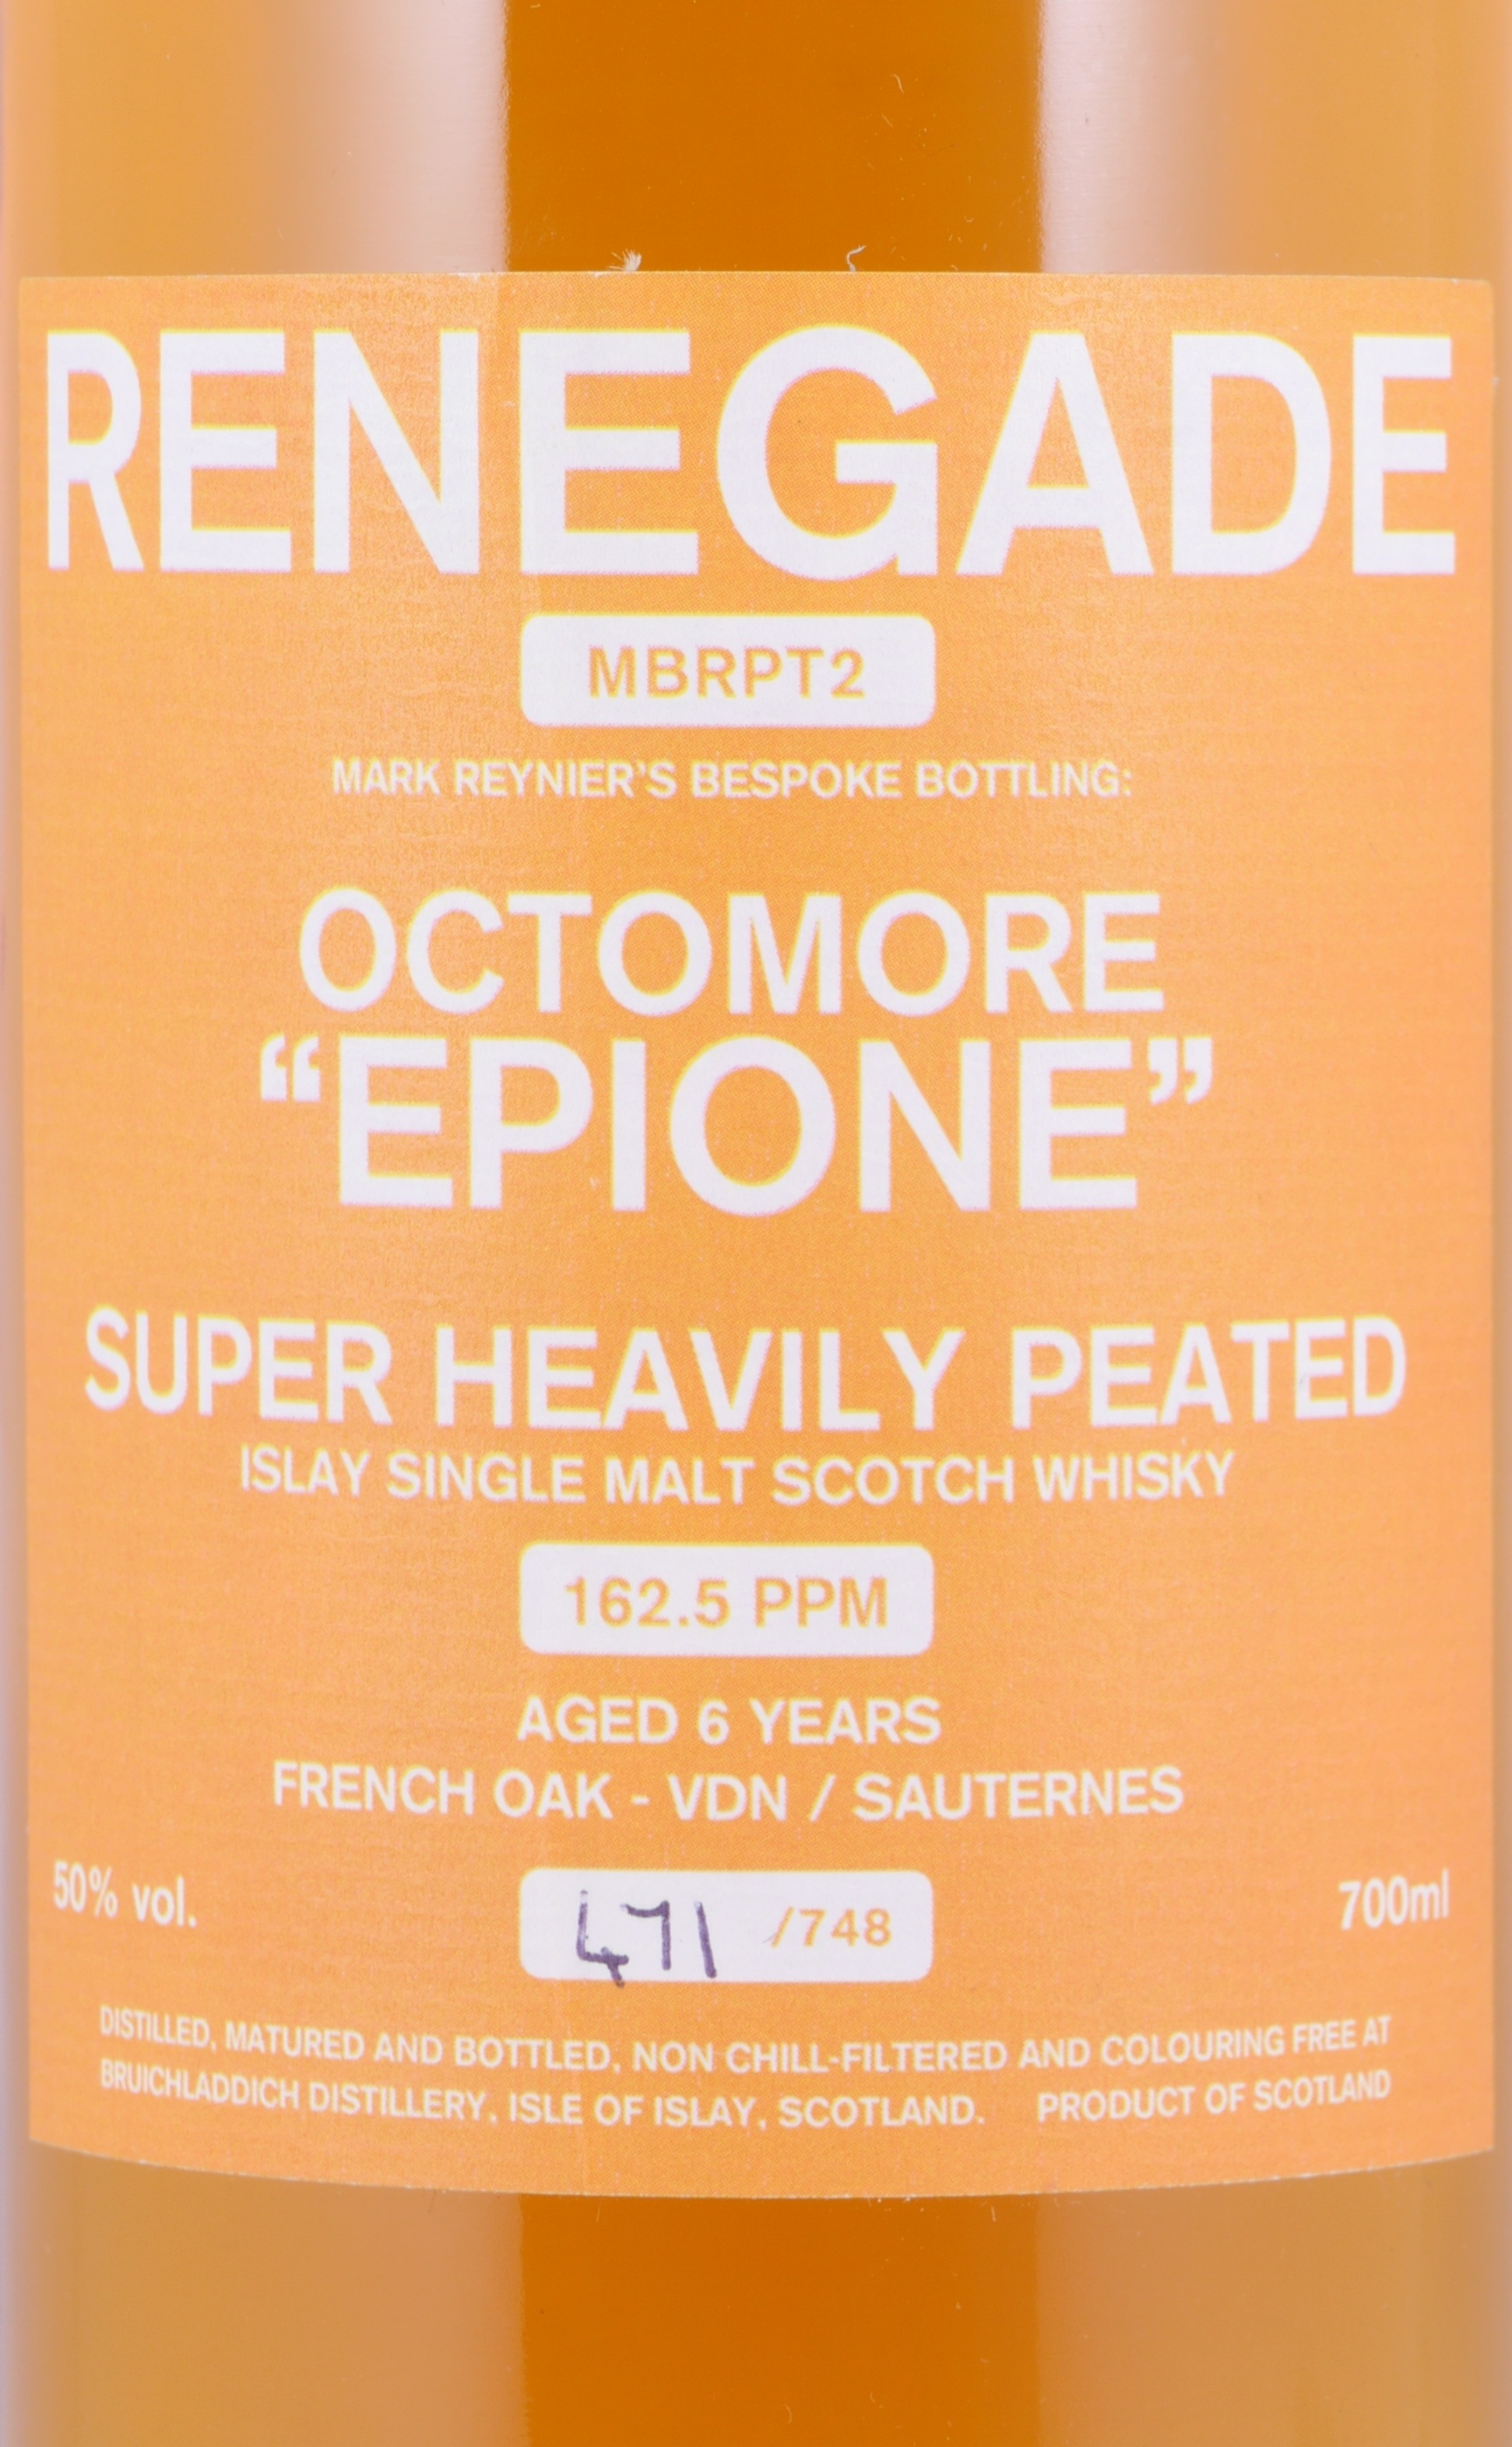 RENEGADE
MBRPT2
MARK REYNIER'S BESPOKE BOTTLING:
OCTOMORE
“EPIONE”
SUPER HEAVILY PEATED
ISLAY SINGLE MALT SCOTCH WHISKY
162.5 PPM
AGED 6 YEARS
FRENCH OAK - VDN / SAUTERNES
50% vol. 471 /748 700ml
DISTILLED, MATURED AND BOTTLED, NON CHILL-FILTERED AND COLOURING FREE AT
BRUICHLADDICH DISTILLERY, ISLE OF ISLAY, SCOTLAND. PRODUCT OF SCOTLAND